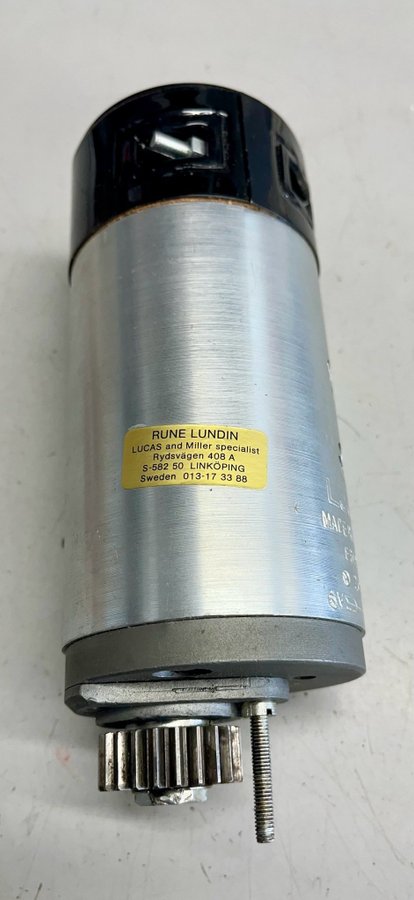 RUNE LUNDIN
LUCAS and Miller specialist
Rydsvägen 408 A
S-582 50 LINKÖPING
Sweden 013-17 33 88